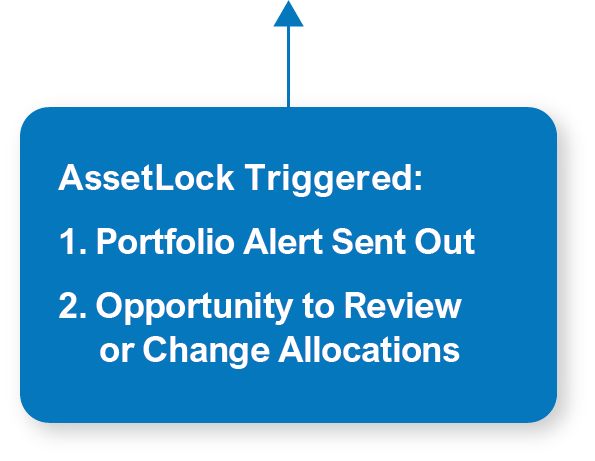 AssetLock Triggered:
1. Portfolio Alert Sent Out
2. Opportunity to Review
or Change Allocations